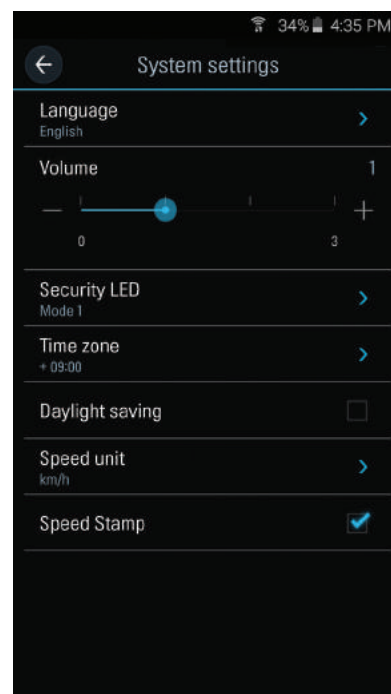 34% 4:35 PM
System settings
Language
English
Volume 1
0 3
Security LED
Mode 1
Time zone
+ 09:00
Daylight saving
Speed unit
km/h
Speed Stamp